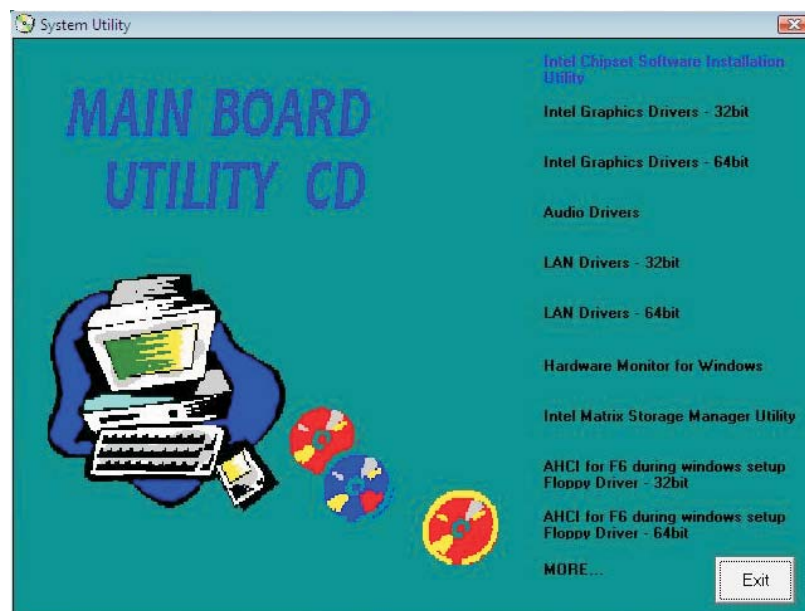 System Utility
MAIN BOARD
UTILITY CD
Intel Chipset Software Installation
Utility
Intel Graphics Drivers - 32bit
Intel Graphics Drivers - 64bit
Audio Drivers
LAN Drivers - 32bit
LAN Drivers - 64bit
Hardware Monitor for Windows
Intel Matrix Storage Manager Utility
AHCI for F6 during windows setup
Floppy Driver - 32bit
AHCI for F6 during windows setup
Floppy Driver - 64bit
MORE...
Exit